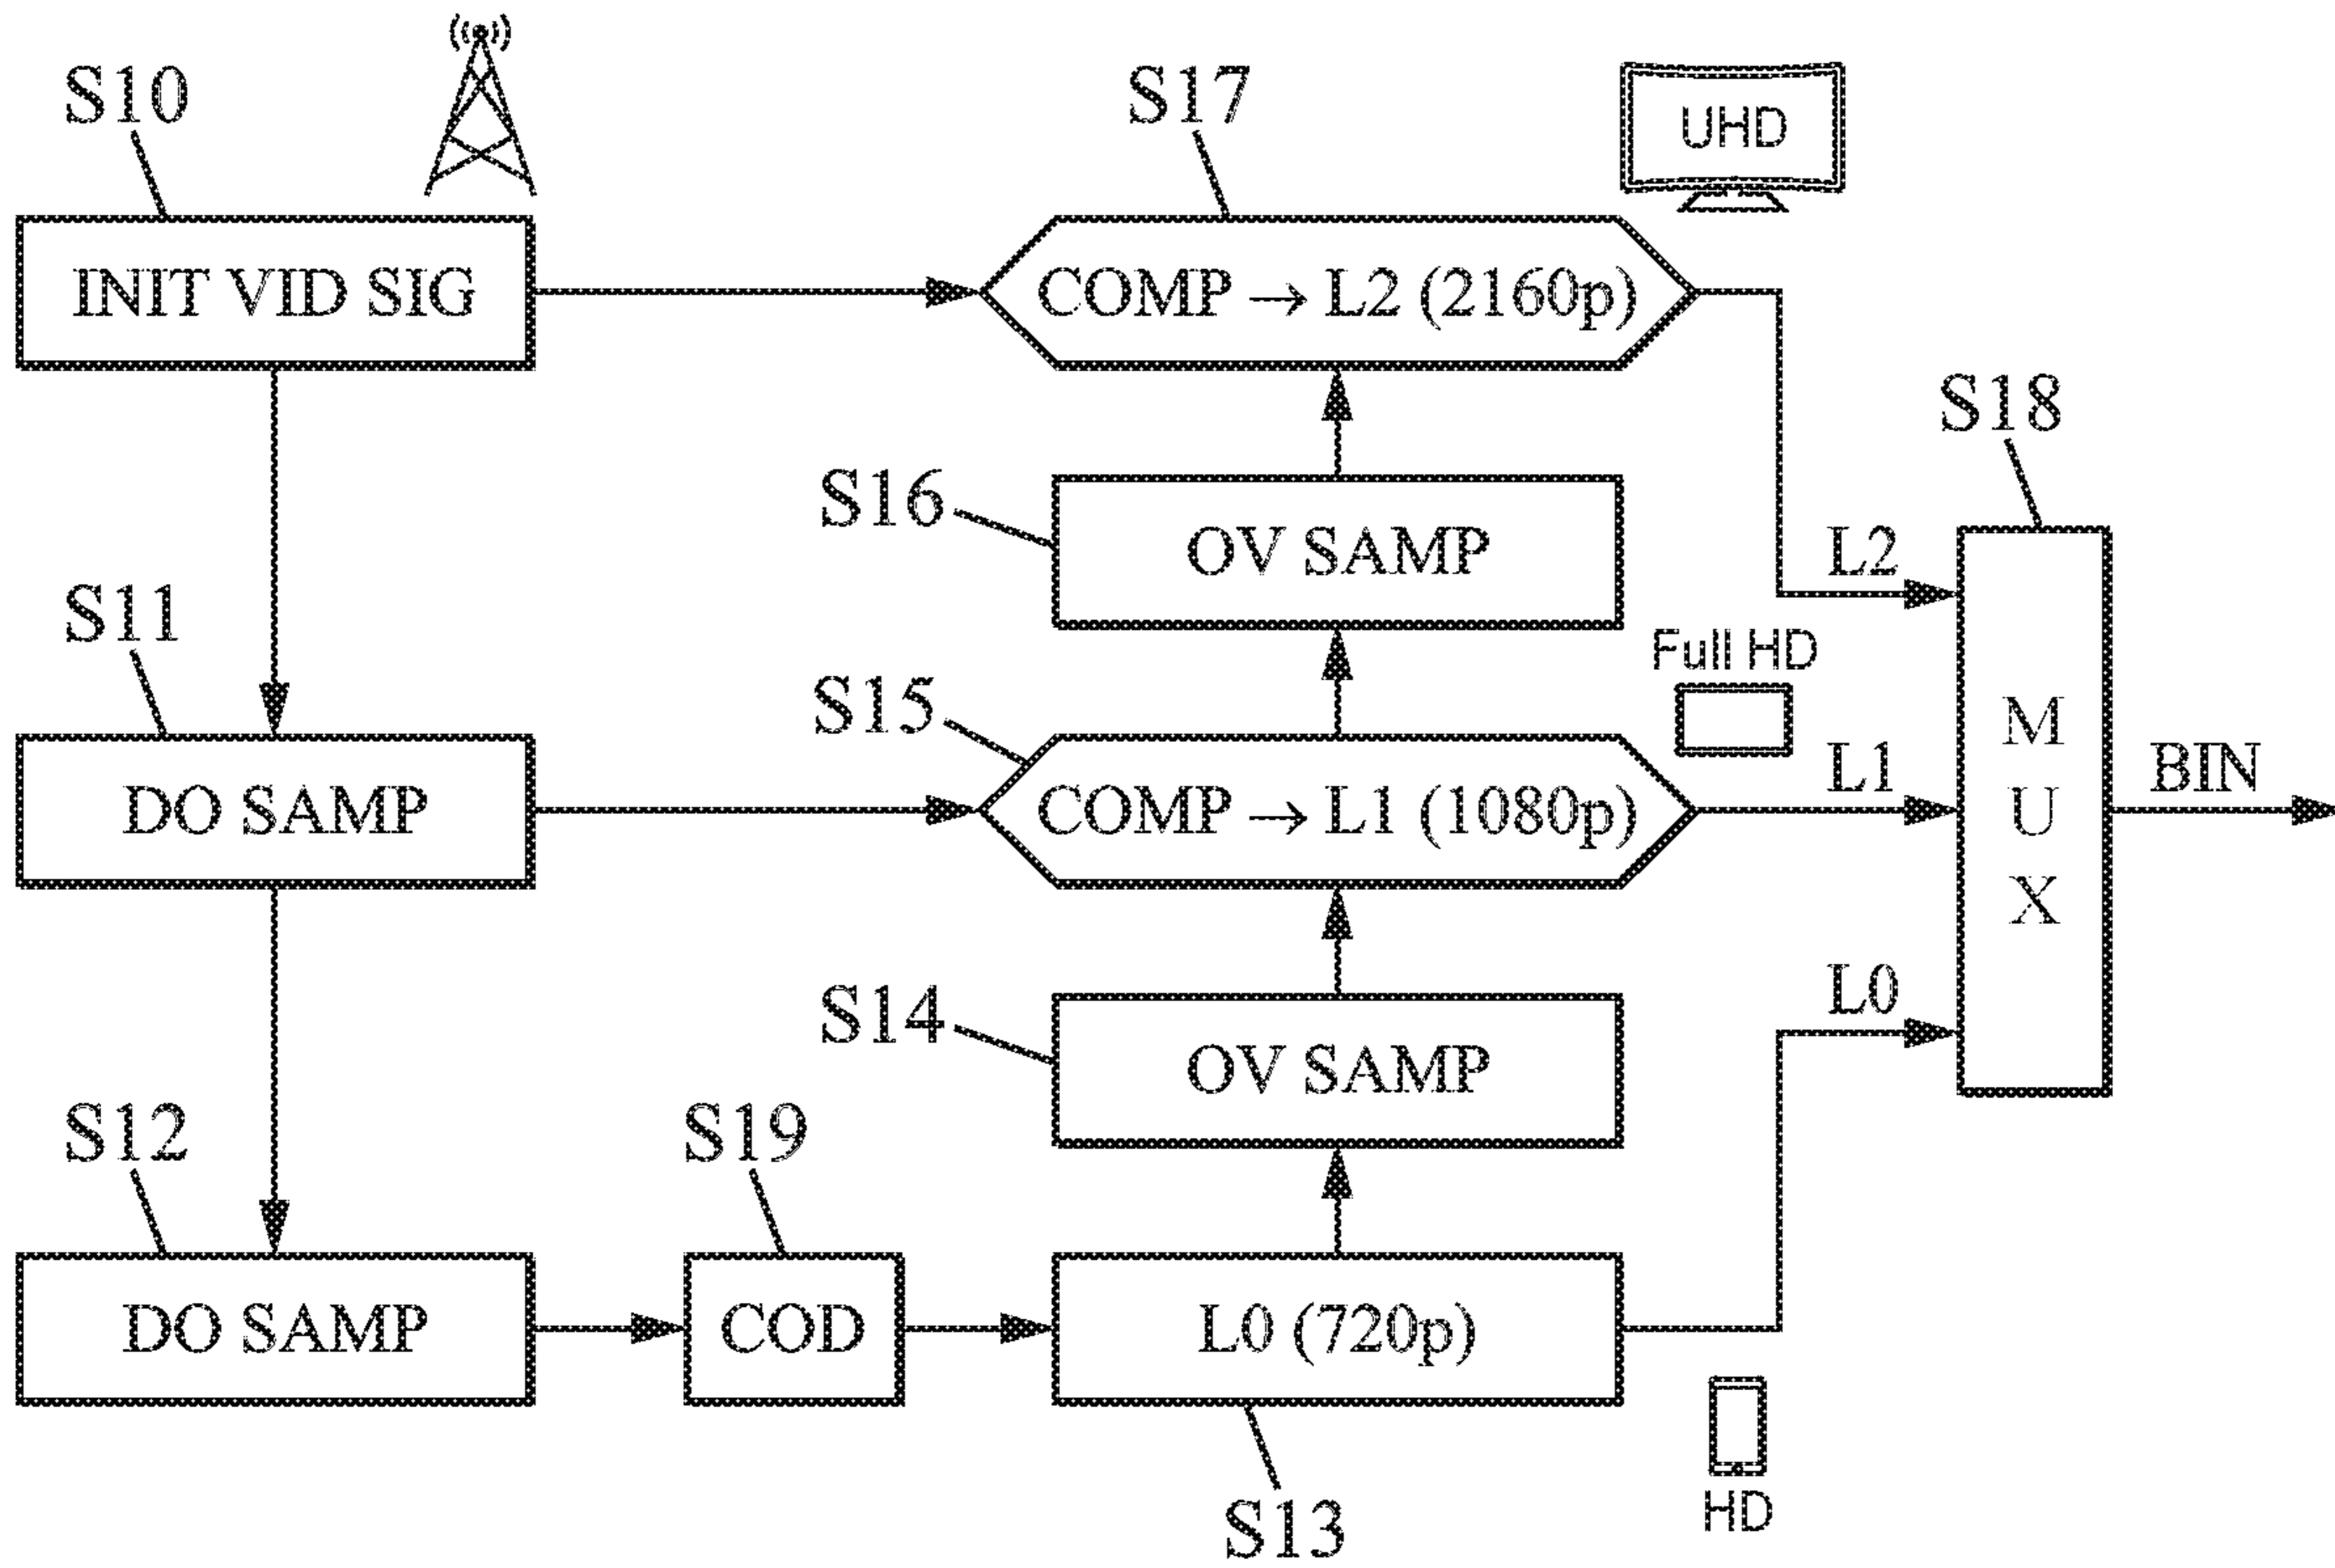 S10
S17
UHD
INIT VID SIG
COMP → L2 (2160p)
S18
S16
OV SAMP
L2
S11
Full HD
S15
DO SAMP
COMP → L1 (1080p)
L1
M
U
X
BIN
S14
OV SAMP
L0
S12
S19
DO SAMP
COD
L0 (720p)
S13
HD